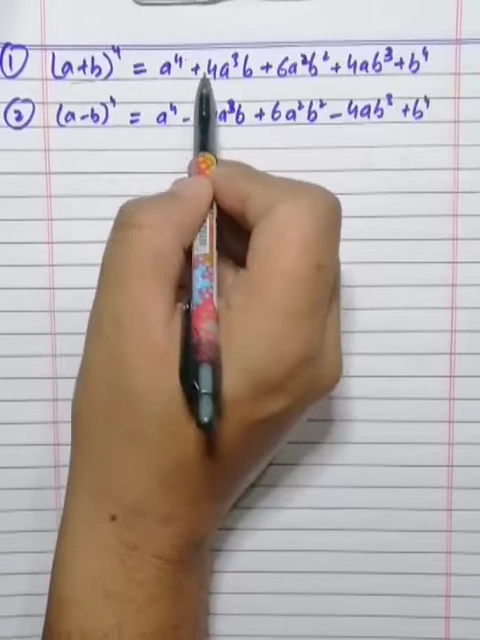 ① (a+b)⁴ = a⁴ + 4a³b + 6a²b² + 4ab³ + b⁴
② (a-b)⁴ = a⁴ - a³b + 6a²b² - 4ab³ + b⁴